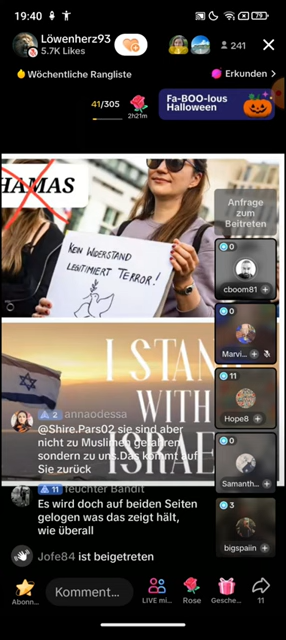 19:40
79
Löwenherz93
5.7K Likes
241
Wöchentliche Rangliste
Erkunden >
41/305
2h21m
Fa-BOO-lous
Halloween
HAMAS
KEIN WIDERSTAND
LEGITIMIERT TERROR!
Anfrage
zum
Beitreten
0
cboom81
0
Marvi...
11
Hope8
0
Samanth...
3
bigspaiin
I STAN
WITH
ISRAE
2 annaodessa
@Shire.Pars02 sie sind aber
nicht zu Muslimen gefahren
sondern zu uns.Das kommt auf
Sie zurück
11 feuchter Bandit
Es wird doch auf beiden Seiten
gelogen was das zeigt hält,
wie überall
Jofe84 ist beigetreten
Abonn...
Komment...
LIVE mi...
Rose
Gesche...
11